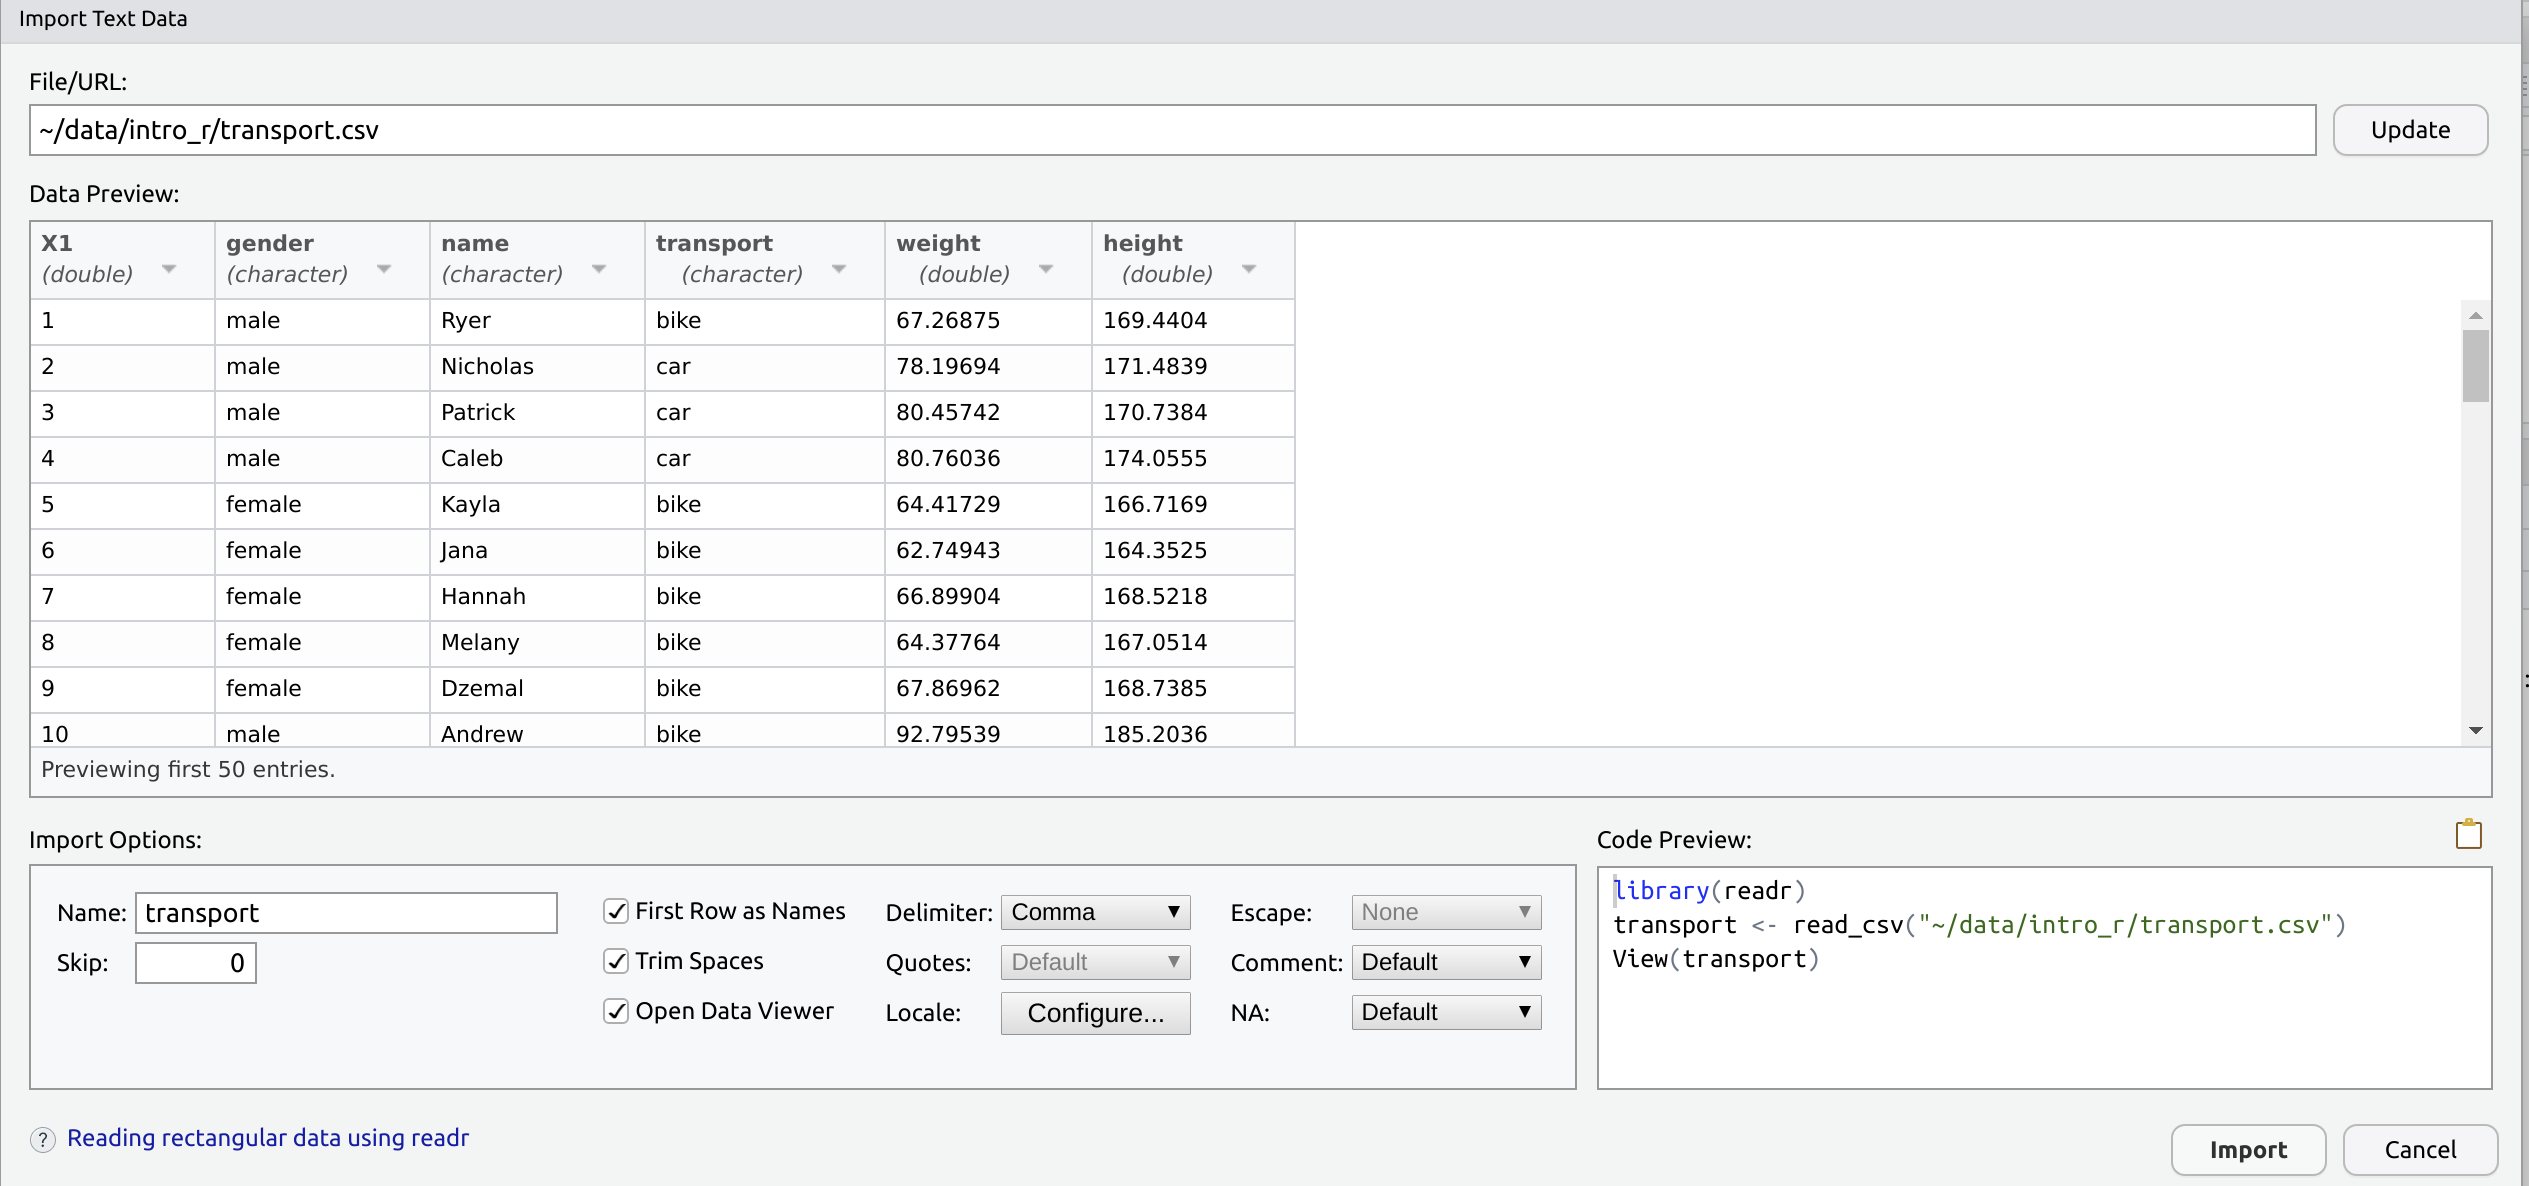 Import Text Data
File/URL:
~/data/intro_r/transport.csv Update
Data Preview:
X1 gender name transport weight height
(double) (character) (character) (character) (double) (double)
1 male Ryer bike 67.26875 169.4404
2 male Nicholas car 78.19694 171.4839
3 male Patrick car 80.45742 170.7384
4 male Caleb car 80.76036 174.0555
5 female Kayla bike 64.41729 166.7169
6 female Jana bike 62.74943 164.3525
7 female Hannah bike 66.89904 168.5218
8 female Melany bike 64.37764 167.0514
9 female Dzemal bike 67.86962 168.7385
10 male Andrew bike 92.79539 185.2036
Previewing first 50 entries.
Import Options:
Name: transport
Skip: 0
First Row as Names
Trim Spaces
Open Data Viewer
Delimiter: Comma
Quotes: Default
Locale: Configure...
Escape: None
Comment: Default
NA: Default
Code Preview:
library(readr)
transport <- read_csv("~/data/intro_r/transport.csv")
View(transport)
? Reading rectangular data using readr
Import Cancel